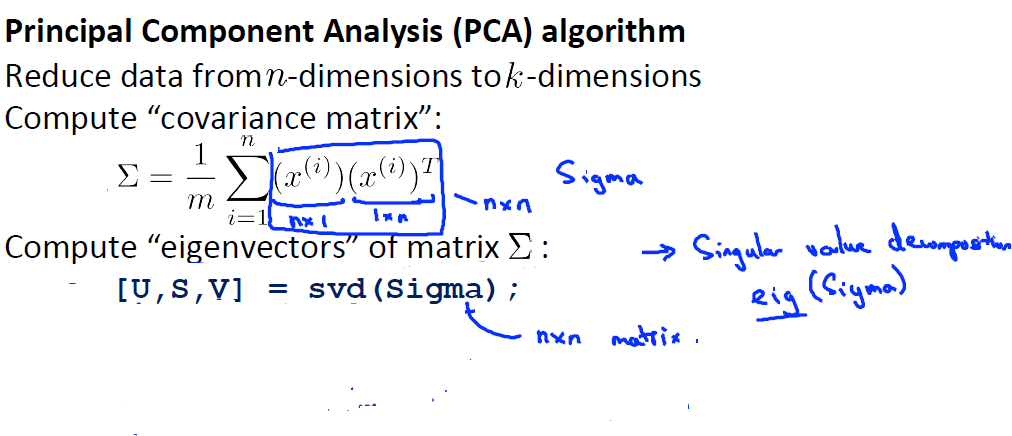 Principal Component Analysis (PCA) algorithm
Reduce data from n-dimensions to k-dimensions
Compute “covariance matrix”:
Σ = 1/m ∑_{i=1}^{n} (x^{(i)})(x^{(i)})^T
n×1 1×n
n×n
Sigma
Compute “eigenvectors” of matrix Σ :
→ Singular value decomposition
[U,S,V] = svd(Sigma);
eig (Sigma)
n×n matrix.